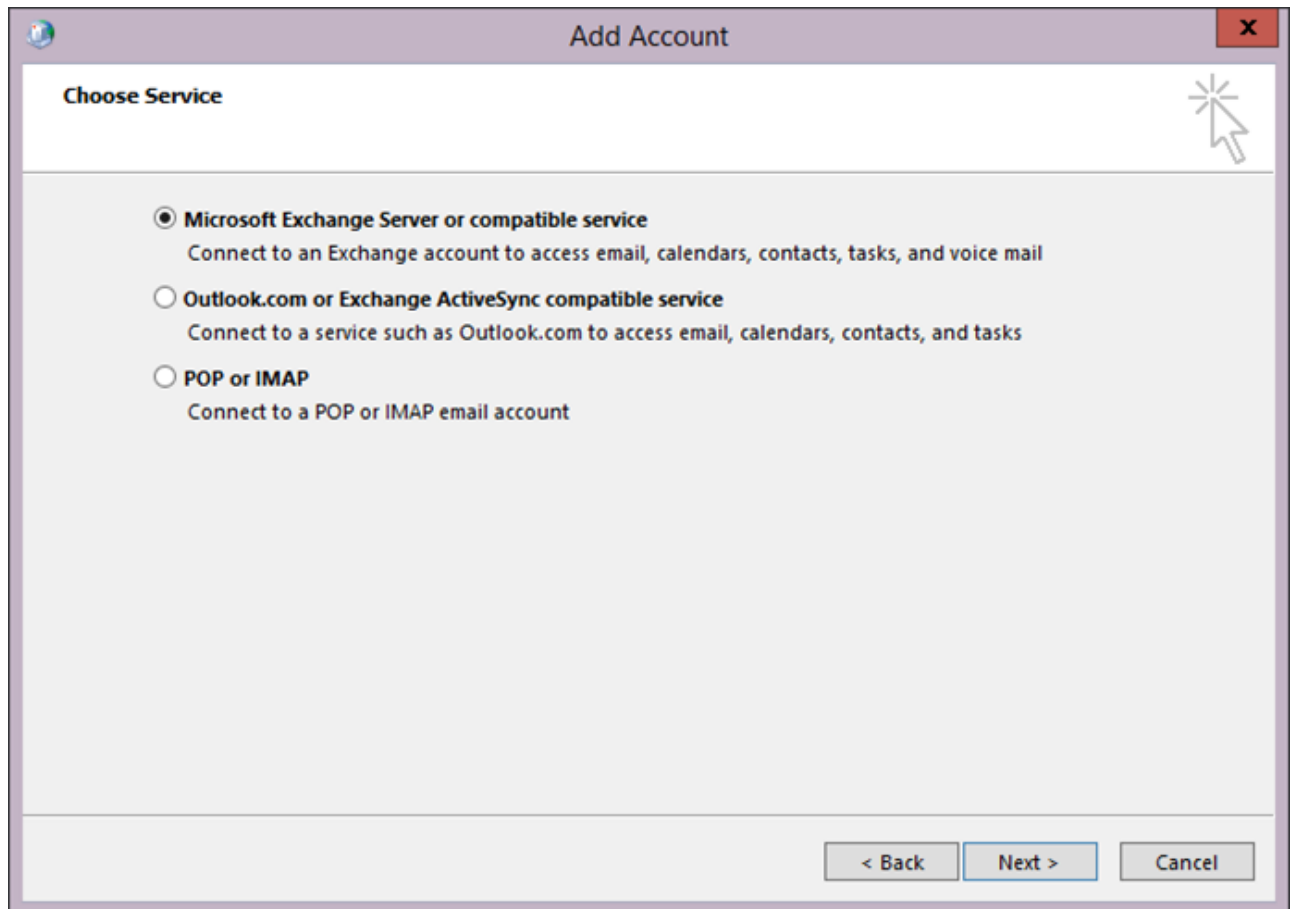 Add Account
x
Choose Service
Microsoft Exchange Server or compatible service
Connect to an Exchange account to access email, calendars, contacts, tasks, and voice mail
Outlook.com or Exchange ActiveSync compatible service
Connect to a service such as Outlook.com to access email, calendars, contacts, and tasks
POP or IMAP
Connect to a POP or IMAP email account
< Back
Next >
Cancel